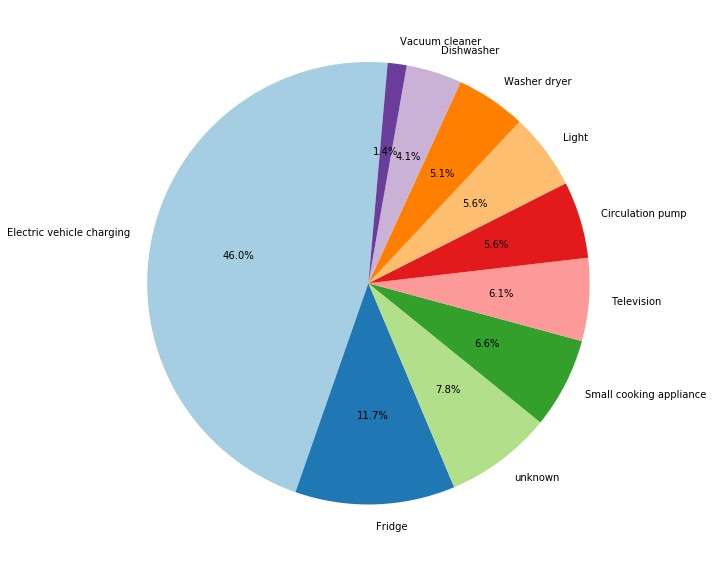 Vacuum cleaner
Dishwasher
Washer dryer
Light
Circulation pump
Television
Small cooking appliance
unknown
Fridge
Electric vehicle charging
1.4%
4.1%
5.1%
5.6%
5.6%
6.1%
6.6%
7.8%
11.7%
46.0%